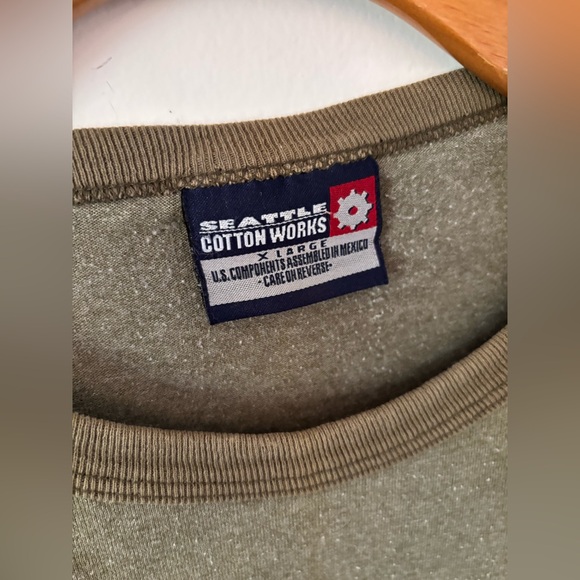 SEATTLE
COTTON WORKS
X LARGE
U.S. COMPONENTS ASSEMBLED IN MEXICO
- CARE ON REVERSE -